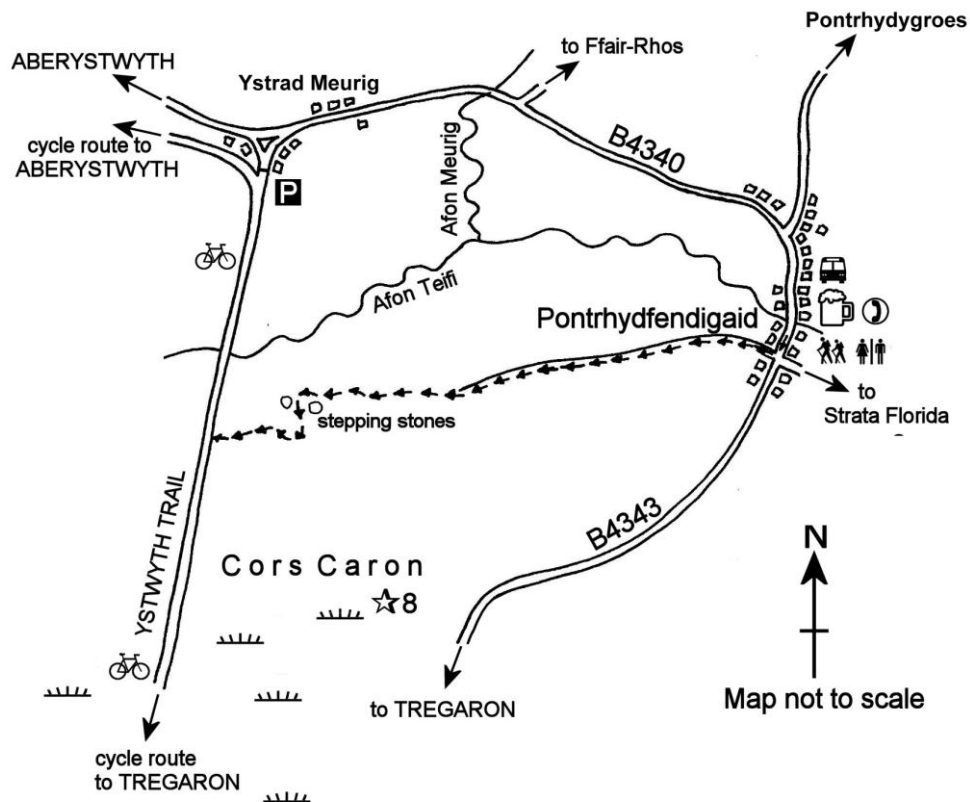 Pontrhydygroes
ABERYSTWYTH
Ystrad Meurig
to Ffair-Rhos
cycle route to
ABERYSTWYTH
P
Afon Meurig
B4340
Afon Teifi
Pontrhydfendigaid
stepping stones
to
Strata Florida
YSTWYTH TRAIL
B4343
Cors Caron
8
N
Map not to scale
to TREGARON
cycle route
to TREGARON